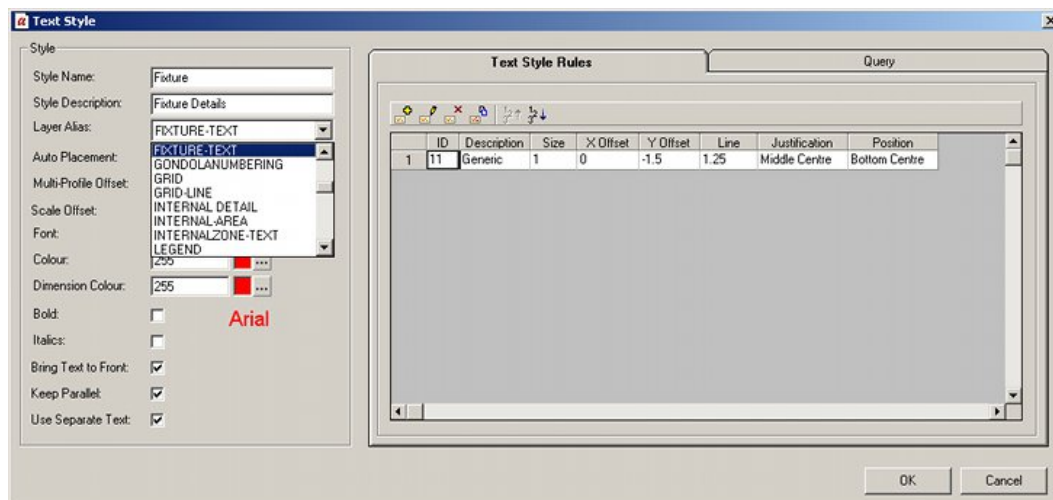 Text Style
Style
Style Name: Fixture
Style Description: Fixture Details
Layer Alias: FIXTURE-TEXT
FIXTURE-TEXT
GONDOLANUMBERING
GRID
GRID-LINE
INTERNAL DETAIL
INTERNAL-AREA
INTERNALZONE-TEXT
LEGEND
Auto Placement:
Multi-Profile Offset:
Scale Offset:
Font:
Colour: 255 ...
Dimension Colour: 255 ...
Bold:
Arial
Italics:
Bring Text to Front:
Keep Parallel:
Use Separate Text:
Text Style Rules
Query
ID Description Size X Offset Y Offset Line Justification Position
1 11 Generic 1 0 -1.5 1.25 Middle Centre Bottom Centre
OK
Cancel